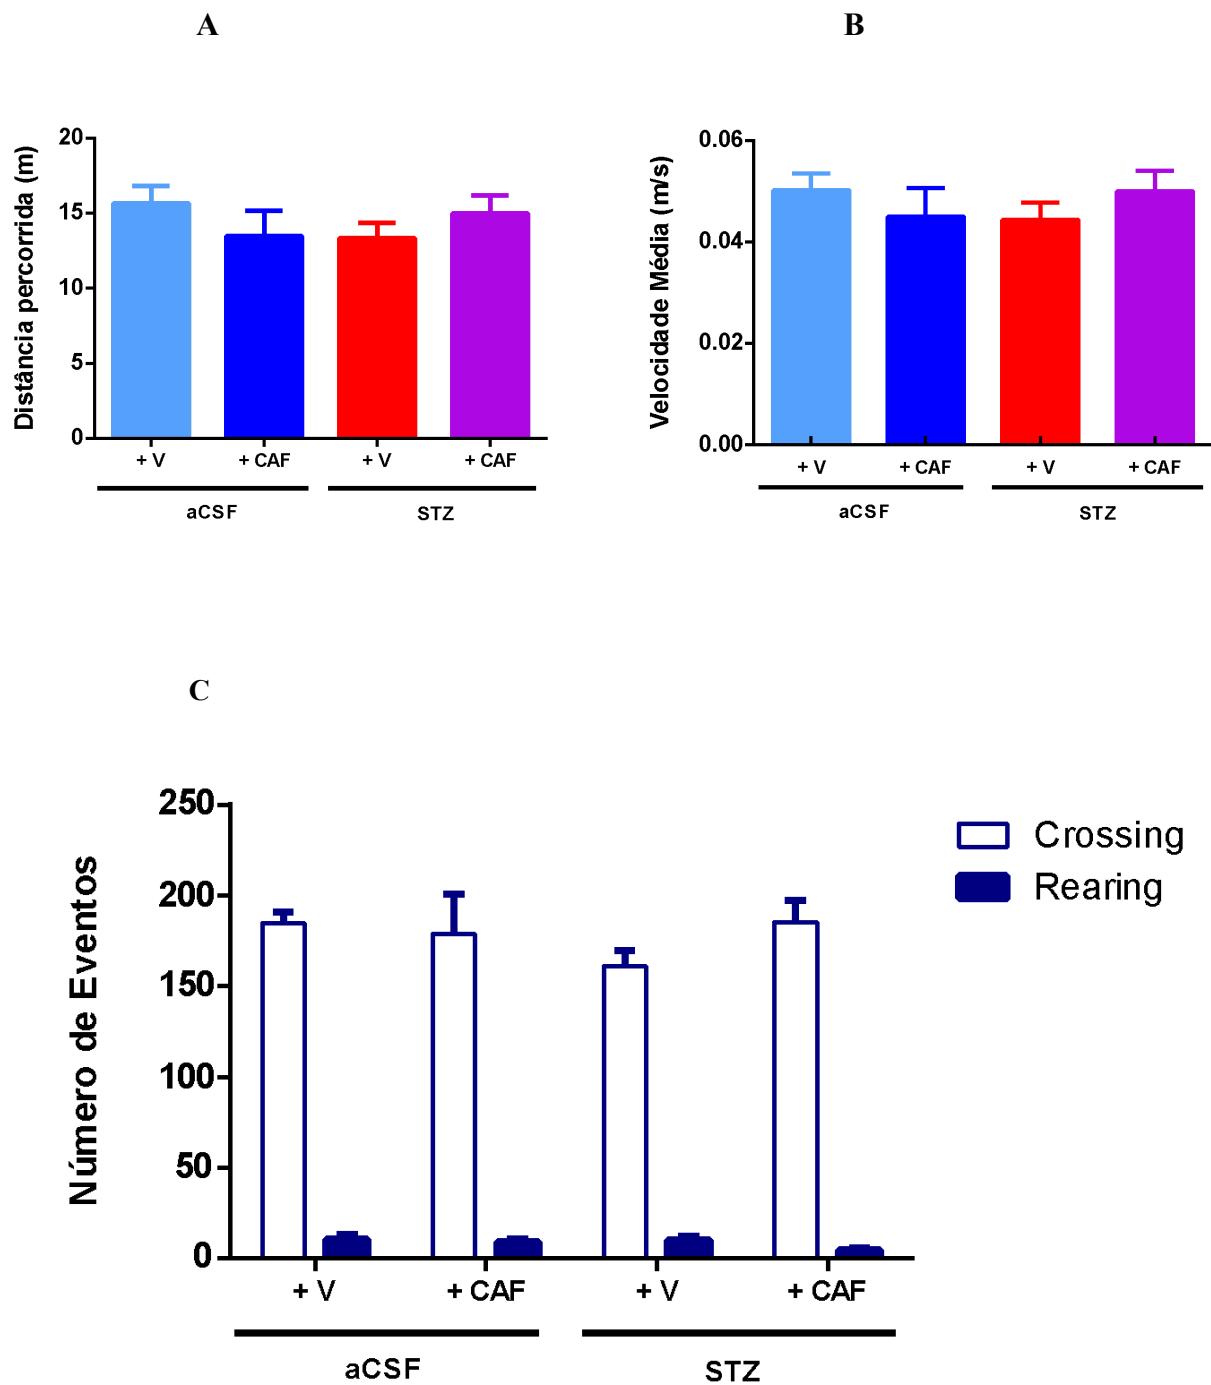 A
B
Distância percorrida (m)
20
15
10
5
0
+ V
+ CAF
+ V
+ CAF
aCSF
STZ
Velocidade Média (m/s)
0.06
0.04
0.02
0.00
+ V
+ CAF
+ V
+ CAF
aCSF
STZ
C
Número de Eventos
250
200
150
100
50
0
+ V
+ CAF
+ V
+ CAF
aCSF
STZ
Crossing
Rearing